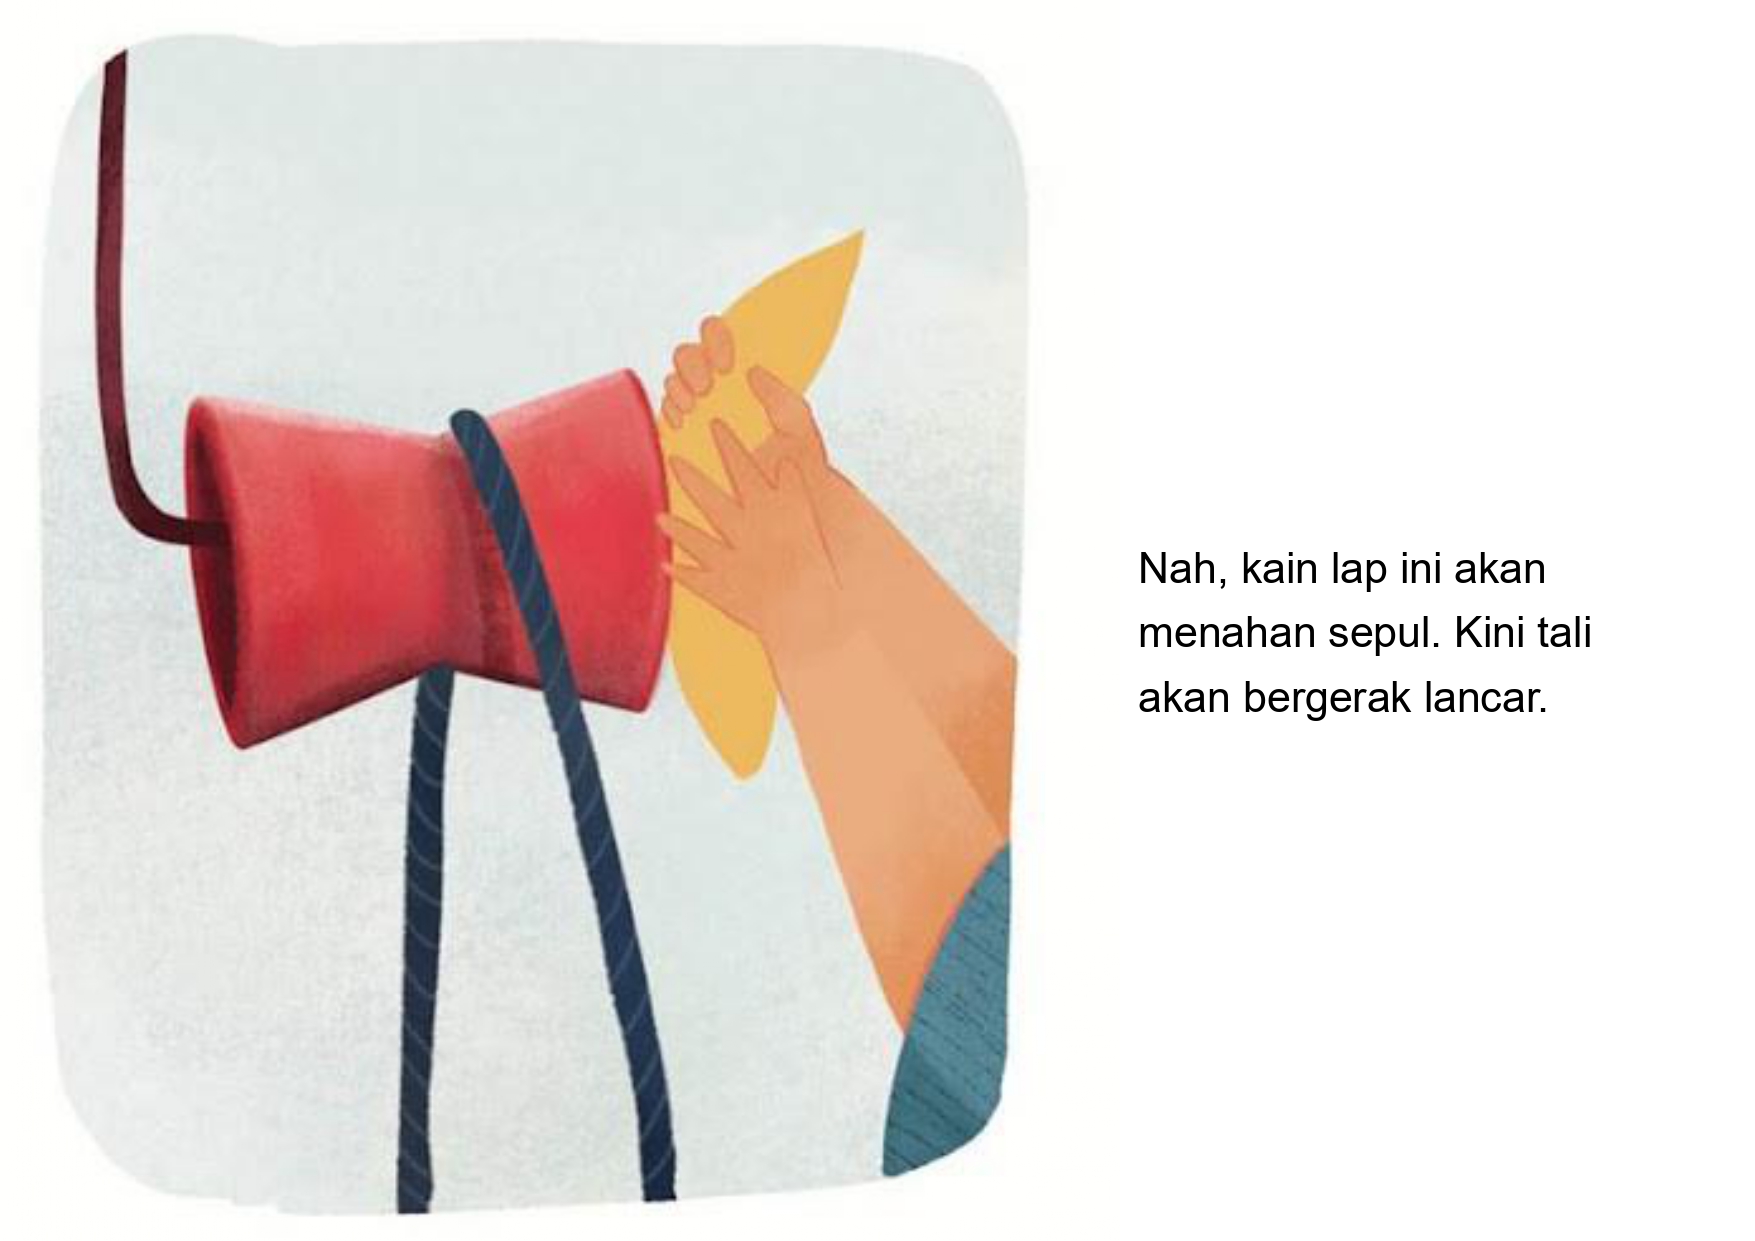 Nah, kain lap ini akan
menahan sepul. Kini tali
akan bergerak lancar.